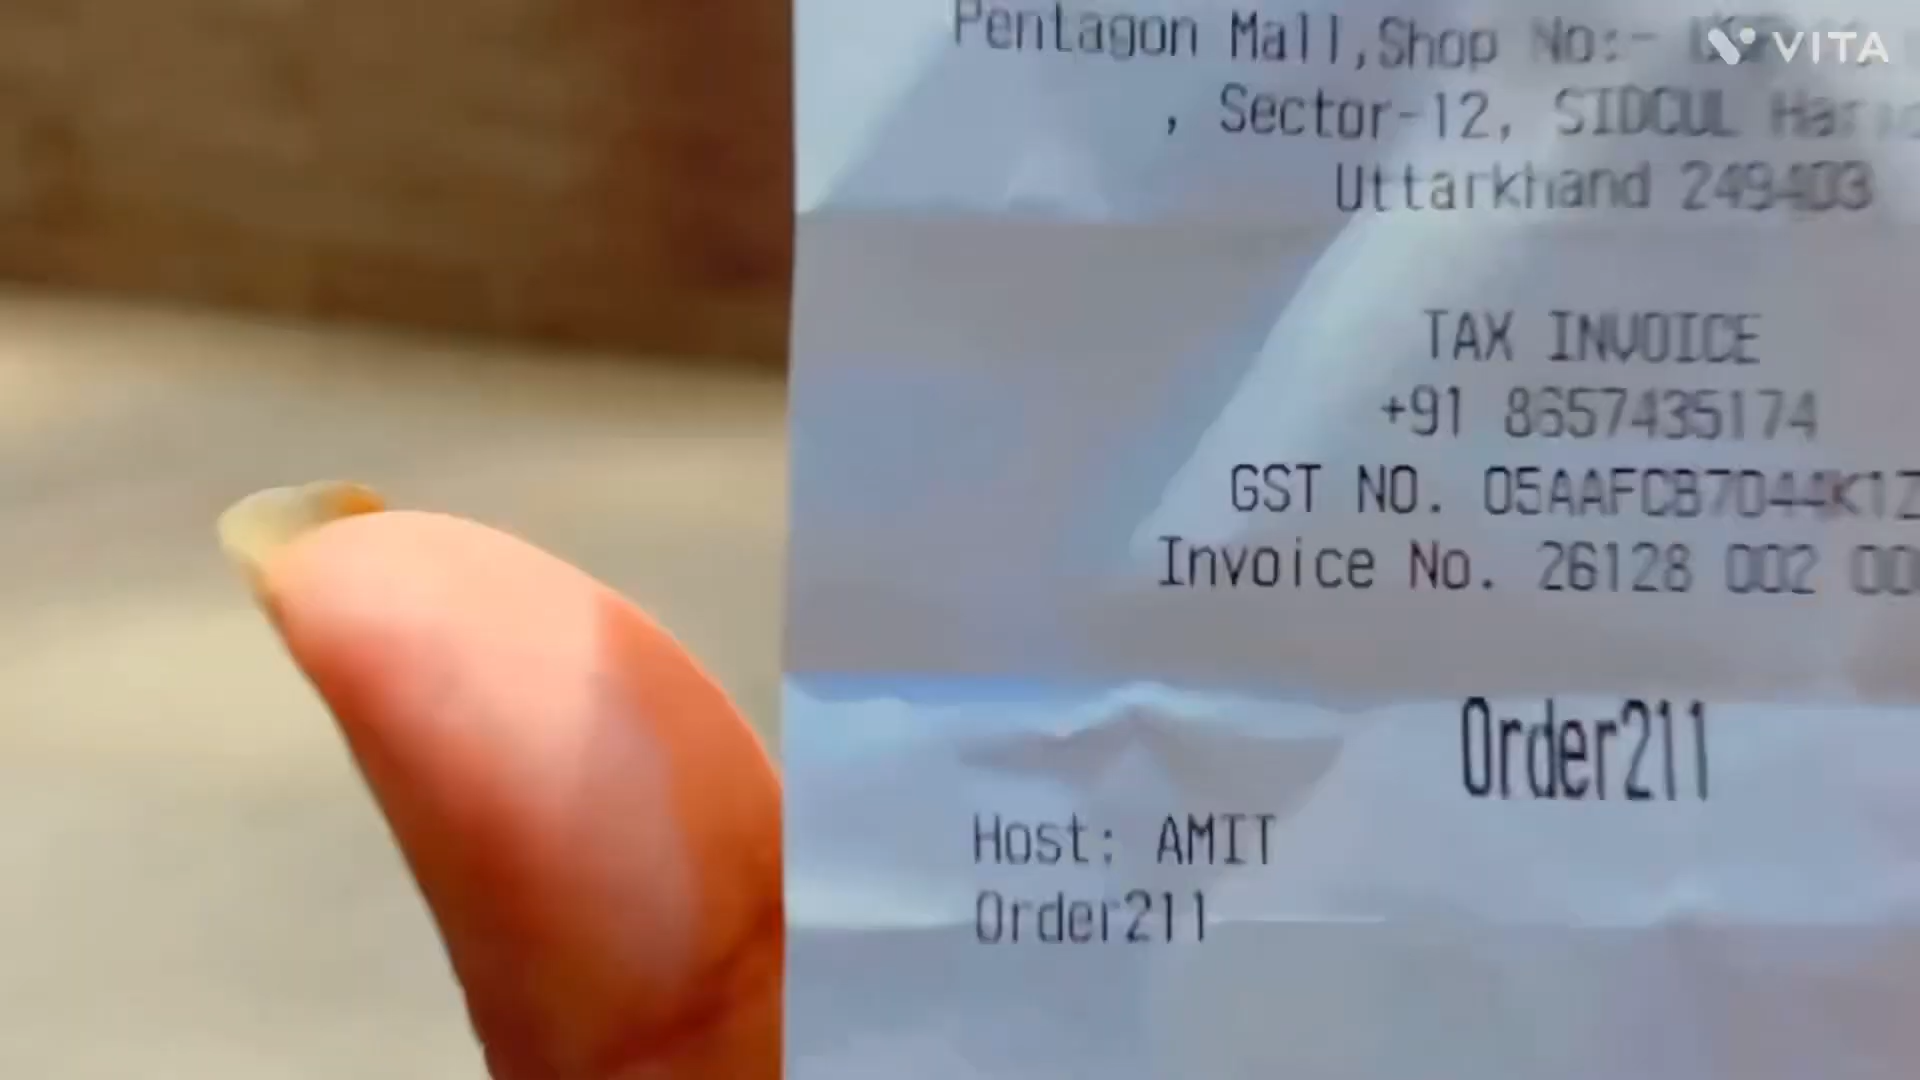 Pentagon Mall,Shop No:-
VITA
, Sector-12, SIDCUL
Uttarkhand 249403
TAX INVOICE
+91 8657435174
GST NO. 05AAFCB7044K1Z
Invoice No. 26128 002 00
Order211
Host: AMIT
Order211